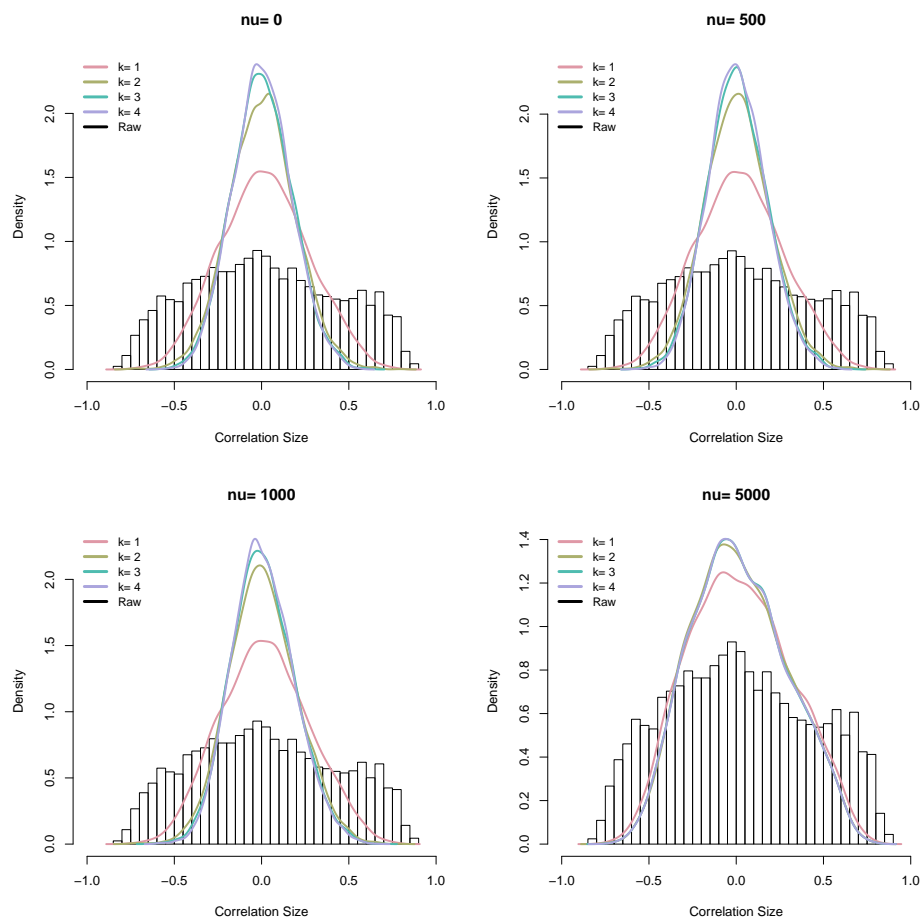 nu= 0
k= 1
k= 2
k= 3
k= 4
Raw
Density
0.0 0.5 1.0 1.5 2.0
−1.0 −0.5 0.0 0.5 1.0
Correlation Size
nu= 500
k= 1
k= 2
k= 3
k= 4
Raw
Density
0.0 0.5 1.0 1.5 2.0
−1.0 −0.5 0.0 0.5 1.0
Correlation Size
nu= 1000
k= 1
k= 2
k= 3
k= 4
Raw
Density
0.0 0.5 1.0 1.5 2.0
−1.0 −0.5 0.0 0.5 1.0
Correlation Size
nu= 5000
k= 1
k= 2
k= 3
k= 4
Raw
Density
0.0 0.2 0.4 0.6 0.8 1.0 1.2 1.4
−1.0 −0.5 0.0 0.5 1.0
Correlation Size